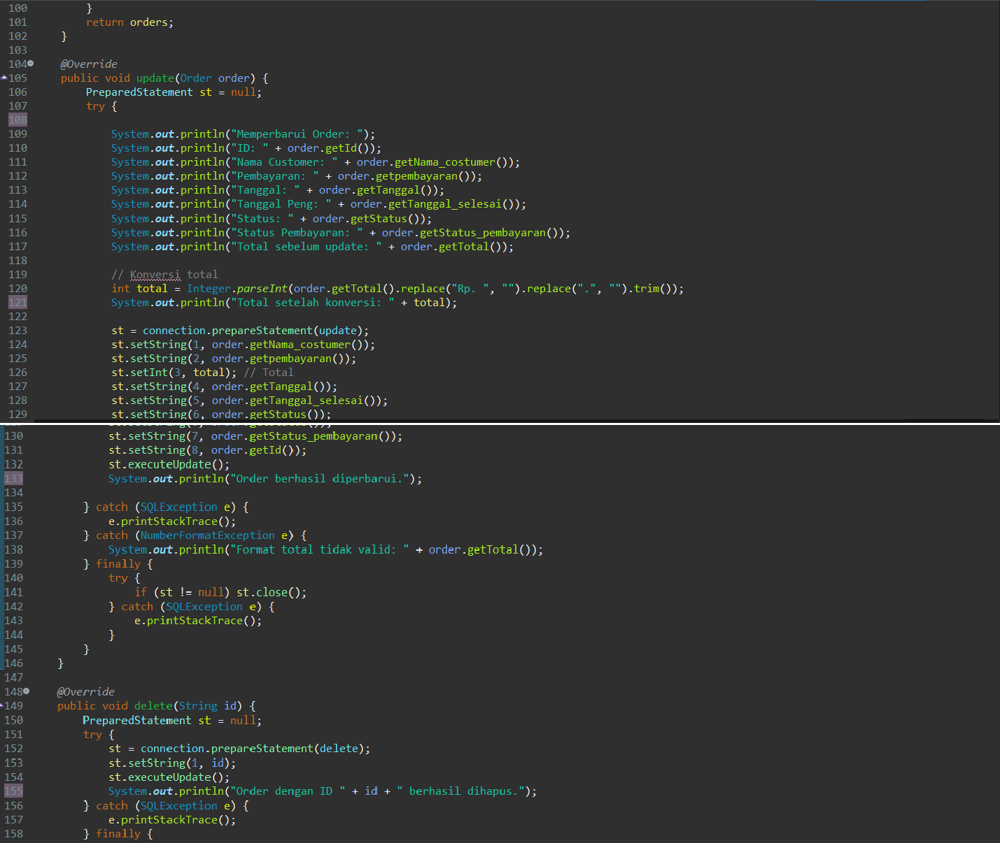 100         }
101         return orders;
102     }
103
104     @Override
105     public void update(Order order) {
106         PreparedStatement st = null;
107         try {
108
109             System.out.println("Memperbarui Order: ");
110             System.out.println("ID: " + order.getId());
111             System.out.println("Nama Customer: " + order.getNama_costumer());
112             System.out.println("Pembayaran: " + order.getpembayaran());
113             System.out.println("Tanggal: " + order.getTanggal());
114             System.out.println("Tanggal Peng: " + order.getTanggal_selesai());
115             System.out.println("Status: " + order.getStatus());
116             System.out.println("Status Pembayaran: " + order.getStatus_pembayaran());
117             System.out.println("Total sebelum update: " + order.getTotal());
118
119             // Konversi total
120             int total = Integer.parseInt(order.getTotal().replace("Rp. ", "").replace(".", "").trim());
121             System.out.println("Total setelah konversi: " + total);
122
123             st = connection.prepareStatement(update);
124             st.setString(1, order.getNama_costumer());
125             st.setString(2, order.getpembayaran());
126             st.setInt(3, total); // Total
127             st.setString(4, order.getTanggal());
128             st.setString(5, order.getTanggal_selesai());
129             st.setString(6, order.getStatus());
130             st.setString(7, order.getStatus_pembayaran());
131             st.setString(8, order.getId());
132             st.executeUpdate();
133             System.out.println("Order berhasil diperbarui.");
134
135         } catch (SQLException e) {
136             e.printStackTrace();
137         } catch (NumberFormatException e) {
138             System.out.println("Format total tidak valid: " + order.getTotal());
139         } finally {
140             try {
141                 if (st != null) st.close();
142             } catch (SQLException e) {
143                 e.printStackTrace();
144             }
145         }
146     }
147
148     @Override
149     public void delete(String id) {
150         PreparedStatement st = null;
151         try {
152             st = connection.prepareStatement(delete);
153             st.setString(1, id);
154             st.executeUpdate();
155             System.out.println("Order dengan ID " + id + " berhasil dihapus.");
156         } catch (SQLException e) {
157             e.printStackTrace();
158         } finally {